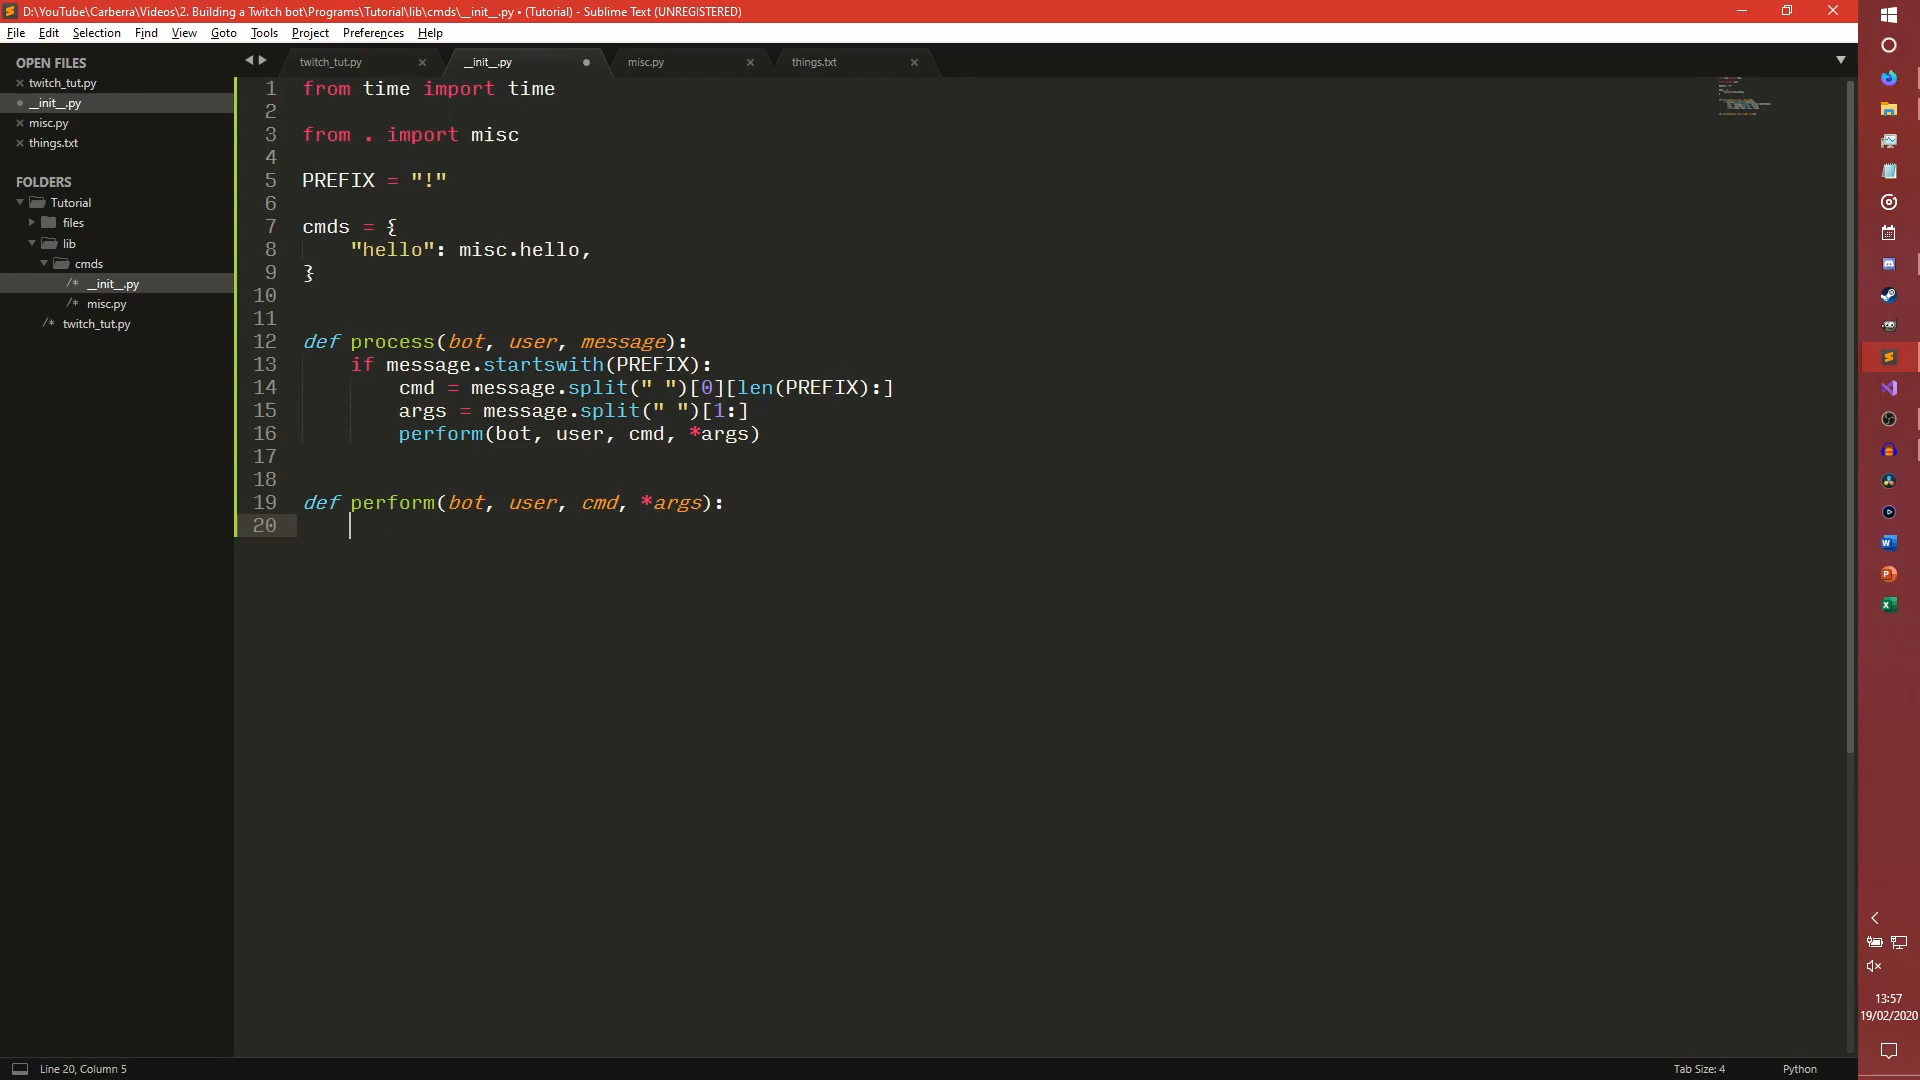 D:\YouTube\Carberra\Videos\2. Building a Twitch bot\Programs\Tutorial\lib\cmds\__init__.py • (Tutorial) - Sublime Text (UNREGISTERED)
File Edit Selection Find View Goto Tools Project Preferences Help
OPEN FILES
twitch_tut.py
__init__.py
misc.py
things.txt
FOLDERS
Tutorial
files
lib
cmds
/* __init__.py
/* misc.py
/* twitch_tut.py
twitch_tut.py __init__.py misc.py things.txt
1 from time import time
2
3 from . import misc
4
5 PREFIX = "!"
6
7 cmds = {
8 "hello": misc.hello,
9 }
10
11
12 def process(bot, user, message):
13 if message.startswith(PREFIX):
14 cmd = message.split(" ")[0][len(PREFIX):]
15 args = message.split(" ")[1:]
16 perform(bot, user, cmd, *args)
17
18
19 def perform(bot, user, cmd, *args):
20
Line 20, Column 5
Tab Size: 4
Python
13:57
19/02/2020